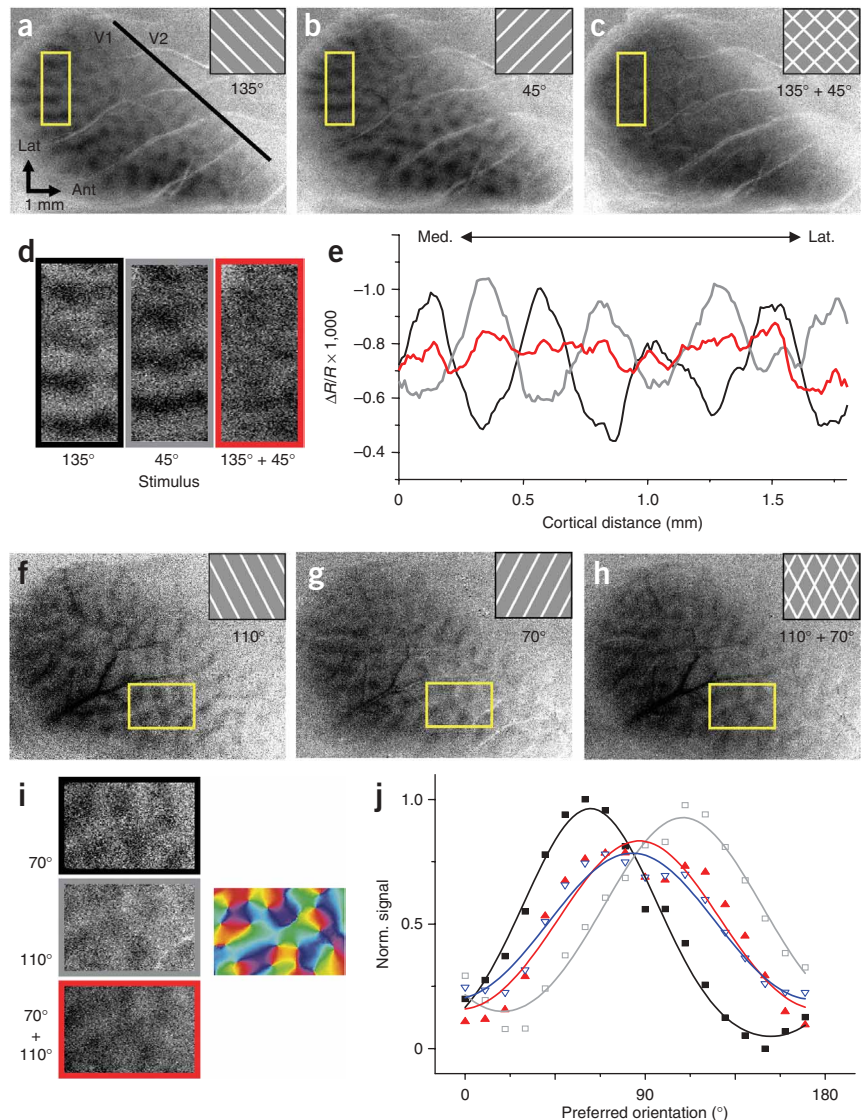 a
V1
V2
135°
Lat
Ant
1 mm
b
45°
c
135° + 45°
d
135°
45°
135° + 45°
Stimulus
e
Med.
Lat.
ΔR/R × 1,000
–1.0
–0.8
–0.6
–0.4
0
0.5
1.0
1.5
Cortical distance (mm)
f
110°
g
70°
h
110° + 70°
i
70°
110°
70°
+
110°
j
Norm. signal
1.0
0.5
0
0
90
180
Preferred orientation (°)